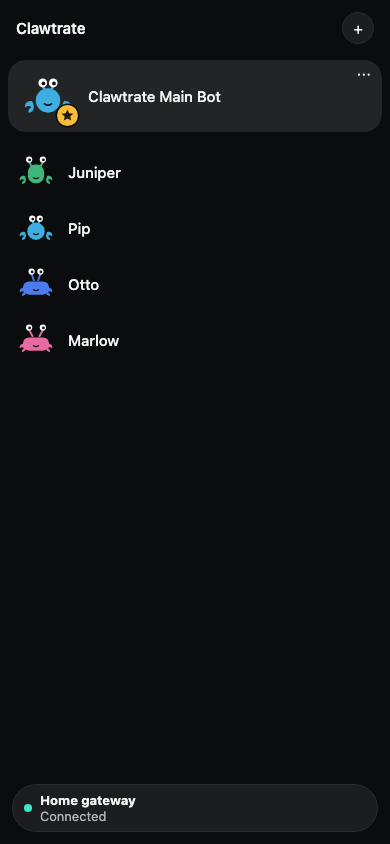 Clawtrate
+
Clawtrate Main Bot
Juniper
Pip
Otto
Marlow
Home gateway
Connected